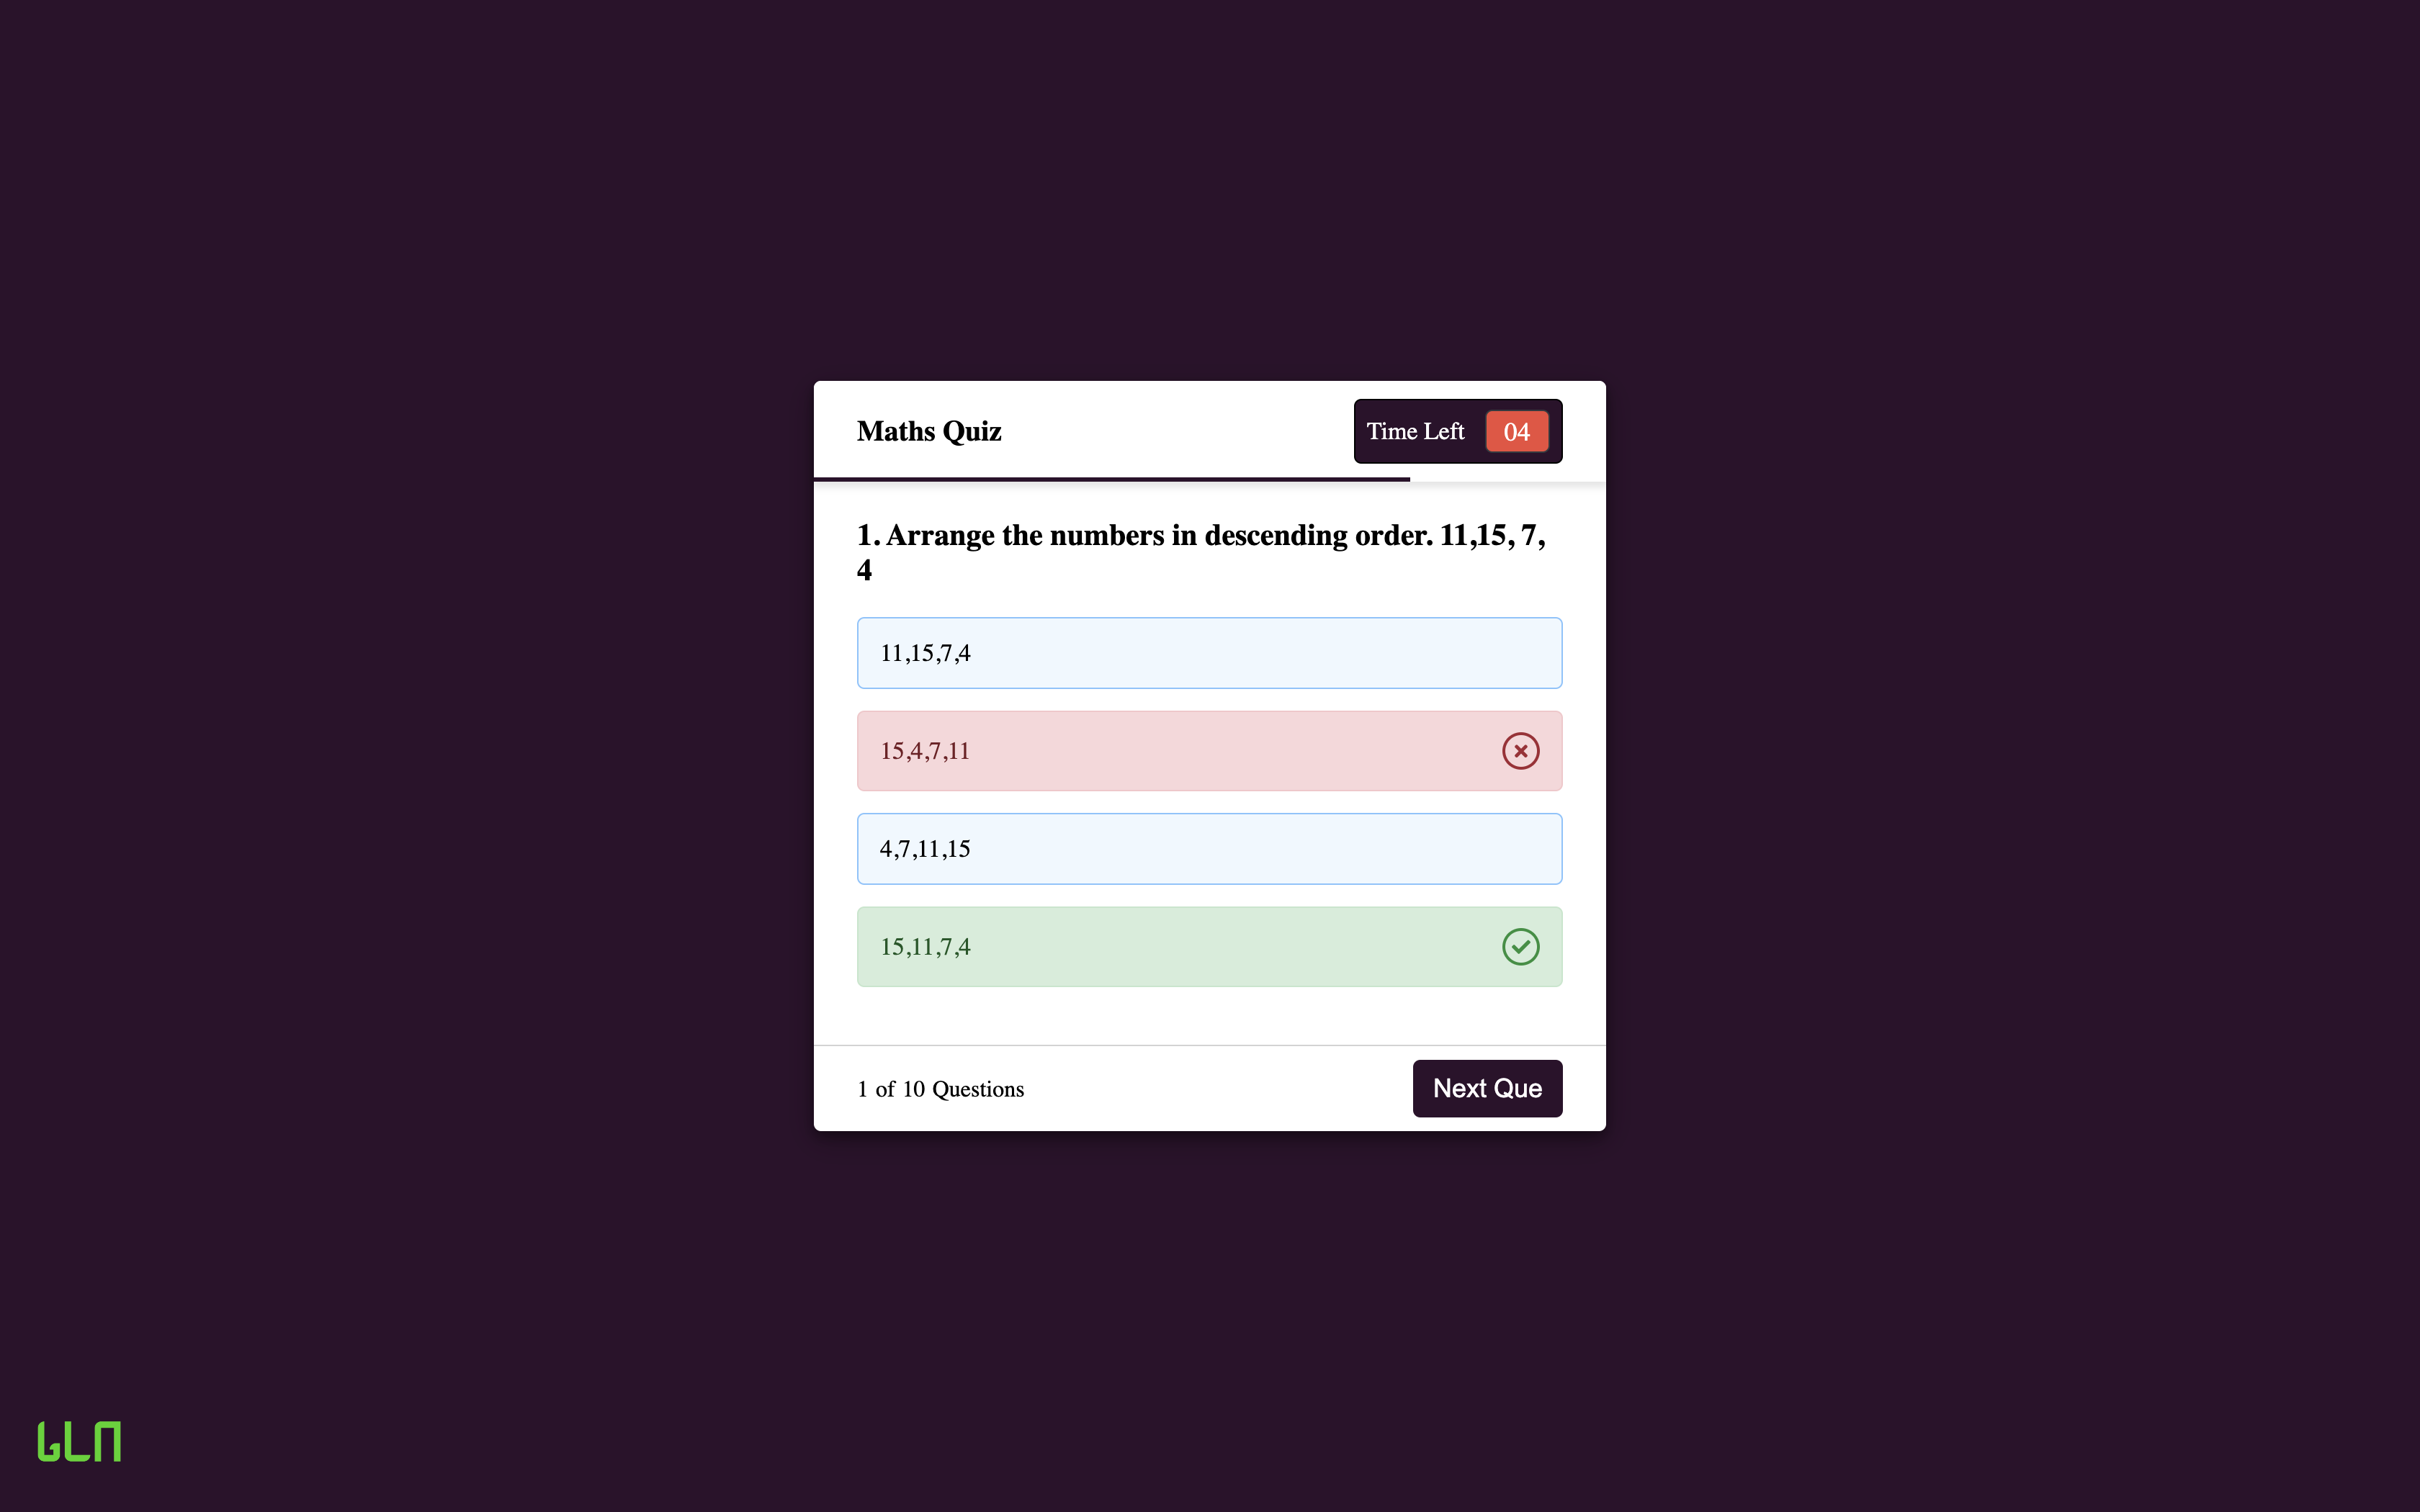 Maths Quiz
Time Left 04
1. Arrange the numbers in descending order. 11,15, 7,
4
11,15,7,4
15,4,7,11
4,7,11,15
15,11,7,4
1 of 10 Questions
Next Que
GLN